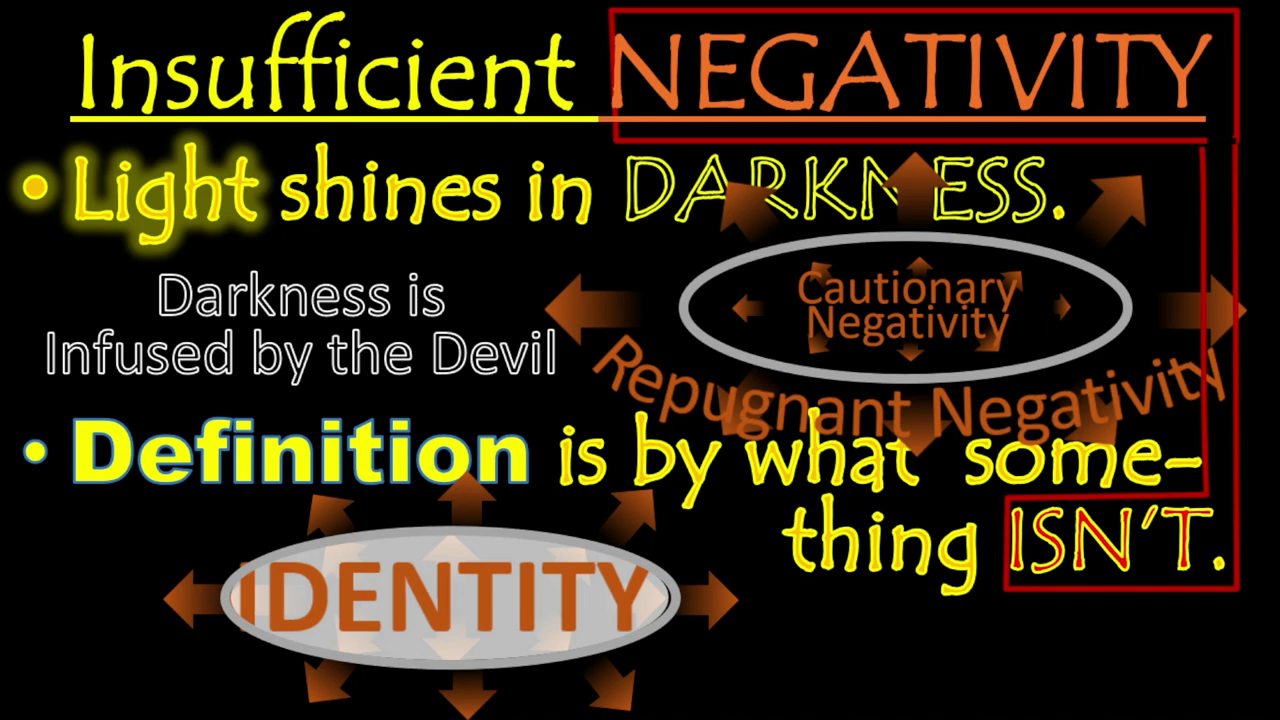 Insufficient NEGATIVITY
• Light shines in DARKNESS.
Darkness is
Infused by the Devil
Cautionary
Negativity
Repugnant Negativity
• Definition is by what some-
thing ISN'T.
IDENTITY